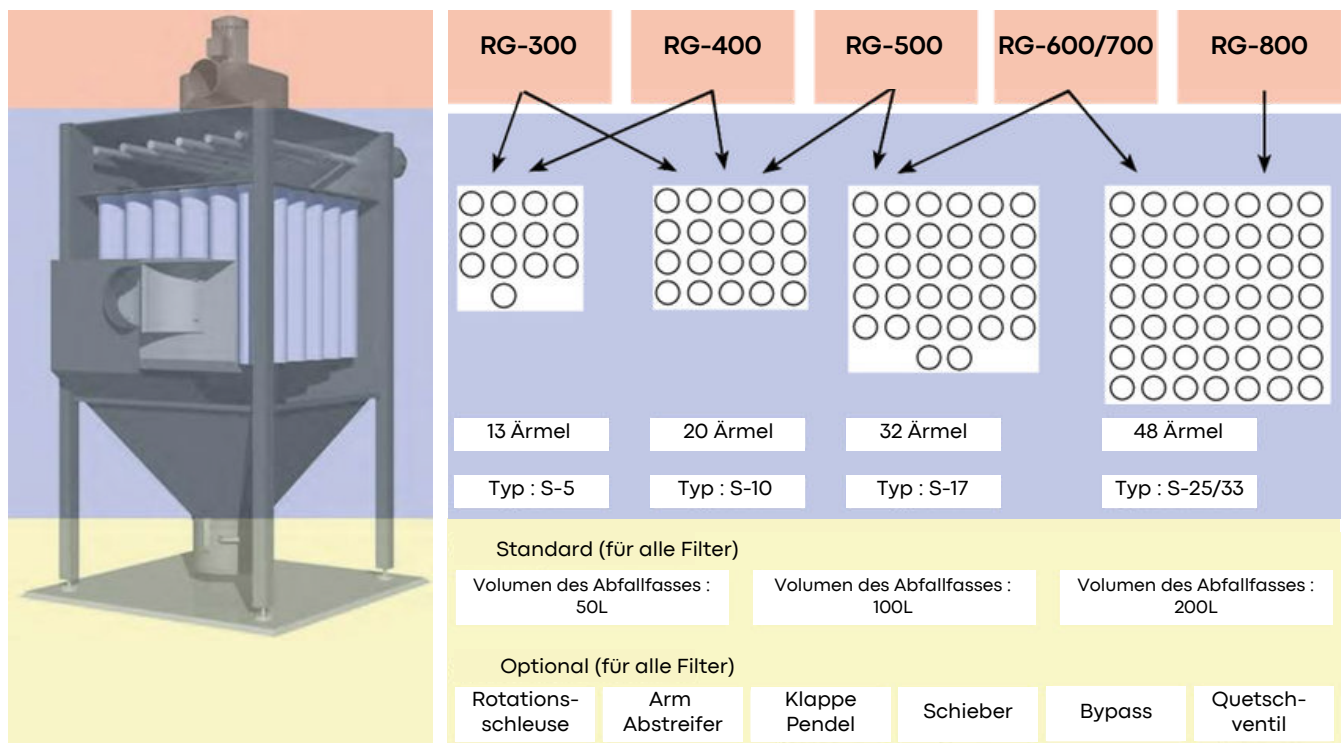 RG-300 RG-400 RG-500 RG-600/700 RG-800
13 Ärmel 20 Ärmel 32 Ärmel 48 Ärmel
Typ : S-5 Typ : S-10 Typ : S-17 Typ : S-25/33
Standard (für alle Filter)
Volumen des Abfallfasses :
50L
Volumen des Abfallfasses :
100L
Volumen des Abfallfasses :
200L
Optional (für alle Filter)
Rotations-
schleuse
Arm
Abstreifer
Klappe
Pendel
Schieber
Bypass
Quetsch-
ventil